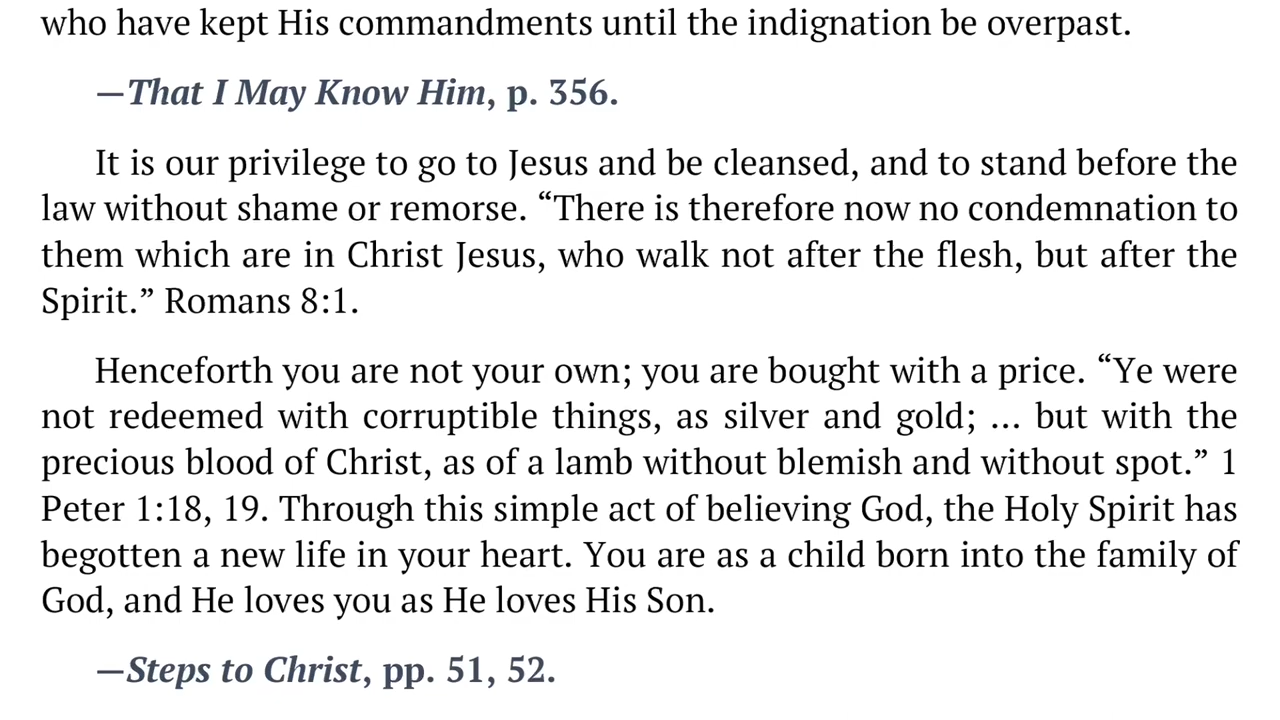 who have kept His commandments until the indignation be overpast.
—That I May Know Him, p. 356.
It is our privilege to go to Jesus and be cleansed, and to stand before the
law without shame or remorse. “There is therefore now no condemnation to
them which are in Christ Jesus, who walk not after the flesh, but after the
Spirit.” Romans 8:1.
Henceforth you are not your own; you are bought with a price. “Ye were
not redeemed with corruptible things, as silver and gold; ... but with the
precious blood of Christ, as of a lamb without blemish and without spot.” 1
Peter 1:18, 19. Through this simple act of believing God, the Holy Spirit has
begotten a new life in your heart. You are as a child born into the family of
God, and He loves you as He loves His Son.
—Steps to Christ, pp. 51, 52.